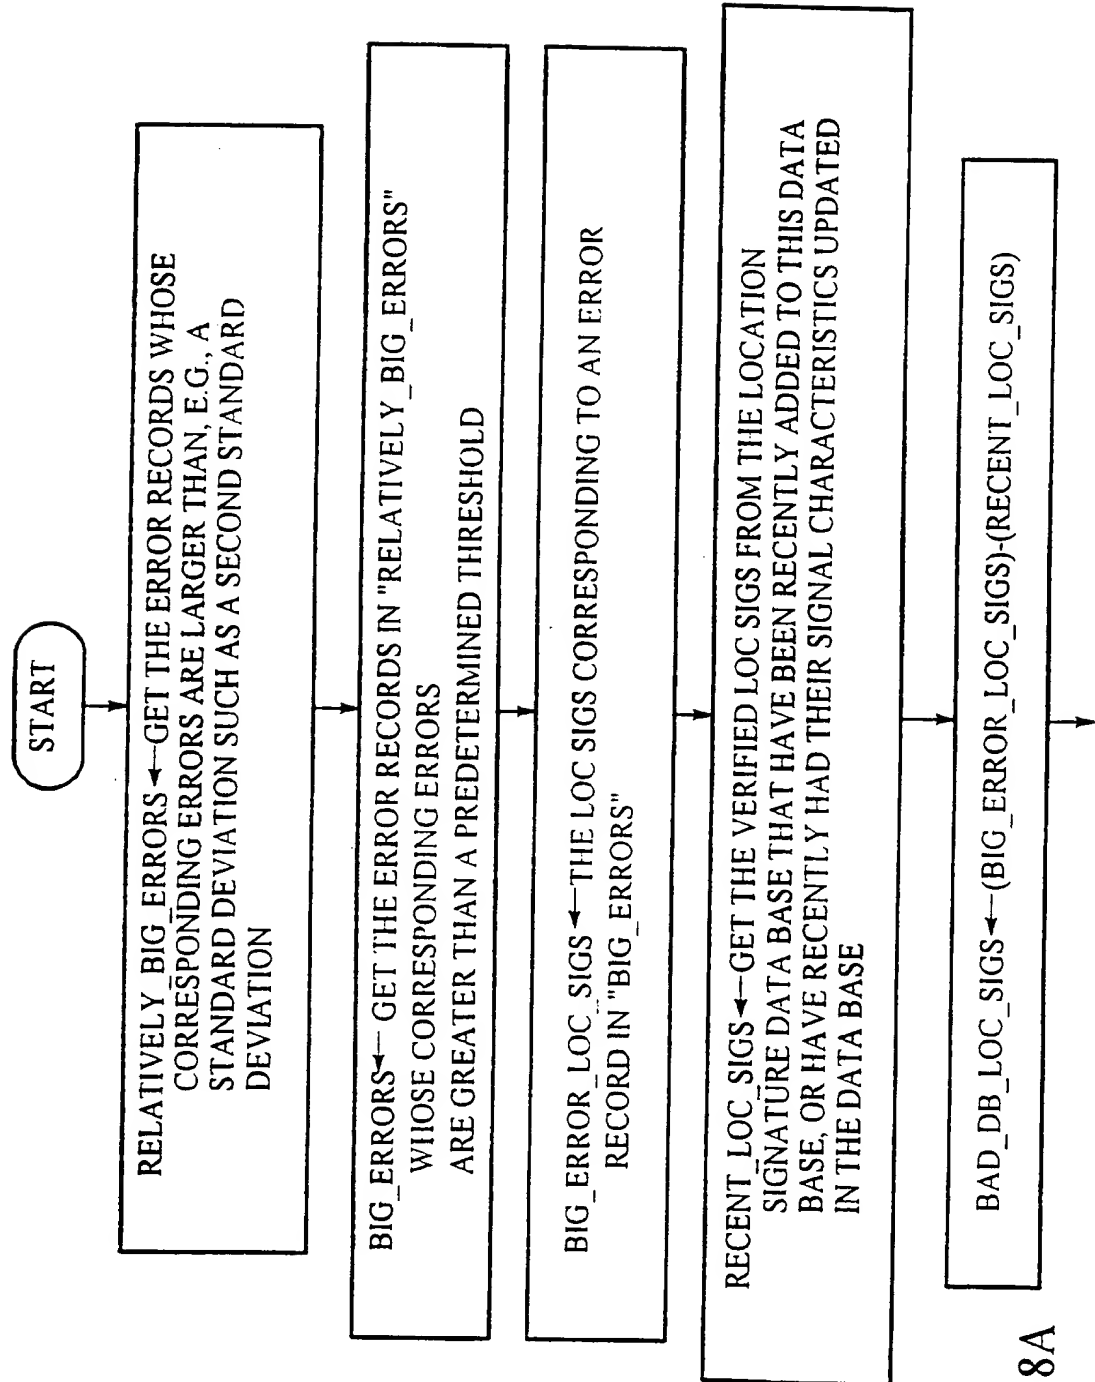 START
RELATIVELY_BIG_ERRORS ← GET THE ERROR RECORDS WHOSE
CORRESPONDING ERRORS ARE LARGER THAN, E.G., A
STANDARD DEVIATION SUCH AS A SECOND STANDARD
DEVIATION
BIG_ERRORS ← GET THE ERROR RECORDS IN "RELATIVELY_BIG_ERRORS"
WHOSE CORRESPONDING ERRORS
ARE GREATER THAN A PREDETERMINED THRESHOLD
BIG_ERROR_LOC_SIGS ← THE LOC SIGS CORRESPONDING TO AN ERROR
RECORD IN "BIG_ERRORS"
RECENT_LOC_SIGS ← GET THE VERIFIED LOC SIGS FROM THE LOCATION
SIGNATURE DATA BASE THAT HAVE BEEN RECENTLY ADDED TO THIS DATA
BASE, OR HAVE RECENTLY HAD THEIR SIGNAL CHARACTERISTICS UPDATED
IN THE DATA BASE
BAD_DB_LOC_SIGS ← (BIG_ERROR_LOC_SIGS)-(RECENT_LOC_SIGS)
8A